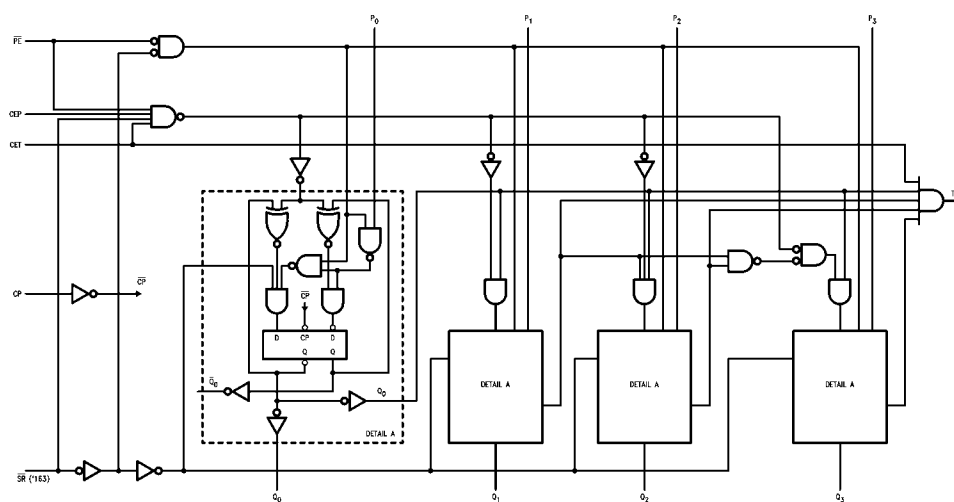 P0 P1 P2 P3
PE
CEP
CET
T
CP CP
CP
D CP D
Q Q
Q0 Q0
DETAIL A
DETAIL A DETAIL A DETAIL A
SR ('163)
Q0 Q1 Q2 Q3